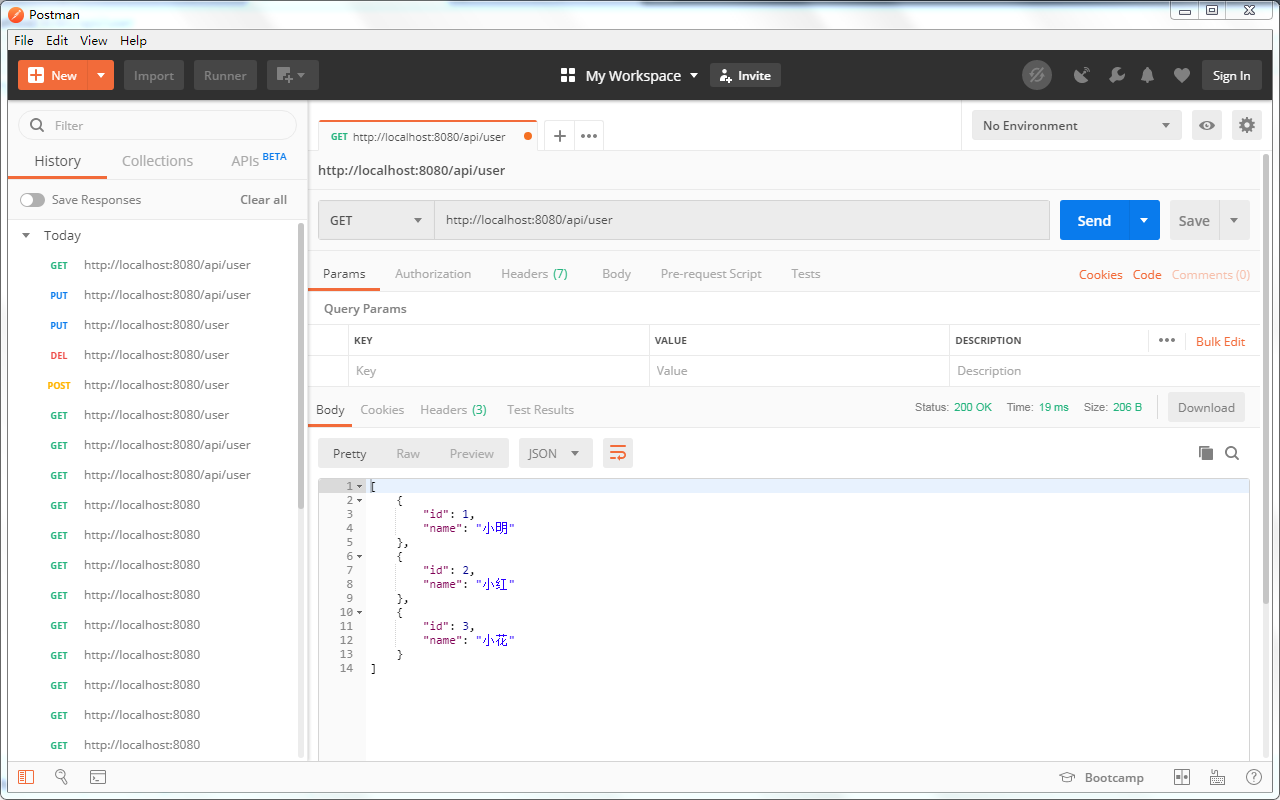 Postman
File Edit View Help
New Import Runner My Workspace Invite Sign In
Filter
History Collections APIs BETA
Save Responses Clear all
Today
GET http://localhost:8080/api/user
PUT http://localhost:8080/api/user
PUT http://localhost:8080/user
DEL http://localhost:8080/user
POST http://localhost:8080/user
GET http://localhost:8080/user
GET http://localhost:8080/api/user
GET http://localhost:8080/api/user
GET http://localhost:8080
GET http://localhost:8080
GET http://localhost:8080
GET http://localhost:8080
GET http://localhost:8080
GET http://localhost:8080
GET http://localhost:8080
GET http://localhost:8080
GET http://localhost:8080
GET http://localhost:8080/api/user
No Environment
http://localhost:8080/api/user
GET http://localhost:8080/api/user Send Save
Params Authorization Headers (7) Body Pre-request Script Tests Cookies Code Comments (0)
Query Params
KEY VALUE DESCRIPTION Bulk Edit
Key Value Description
Body Cookies Headers (3) Test Results Status: 200 OK Time: 19 ms Size: 206 B Download
Pretty Raw Preview JSON
1 [
2 {
3 "id": 1,
4 "name": "小明"
5 },
6 {
7 "id": 2,
8 "name": "小红"
9 },
10 {
11 "id": 3,
12 "name": "小花"
13 }
14 ]
Bootcamp